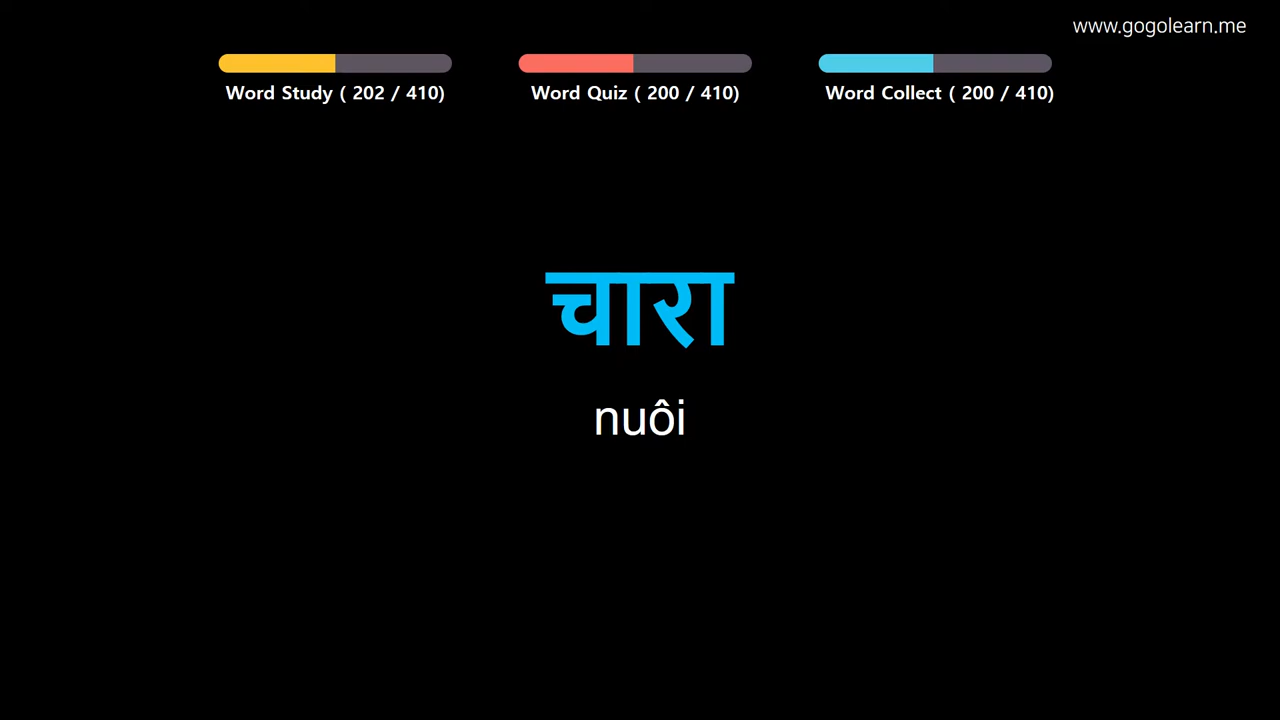 www.gogolearn.me
Word Study ( 202 / 410)
Word Quiz ( 200 / 410)
Word Collect ( 200 / 410)
चारा
nuôi